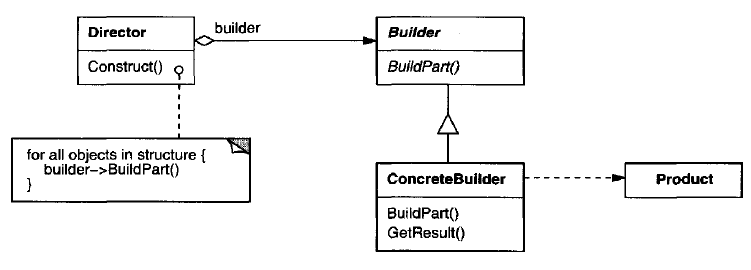 Director
Construct()
builder
Builder
BuildPart()
for all objects in structure {
builder->BuildPart()
}
ConcreteBuilder
BuildPart()
GetResult()
Product